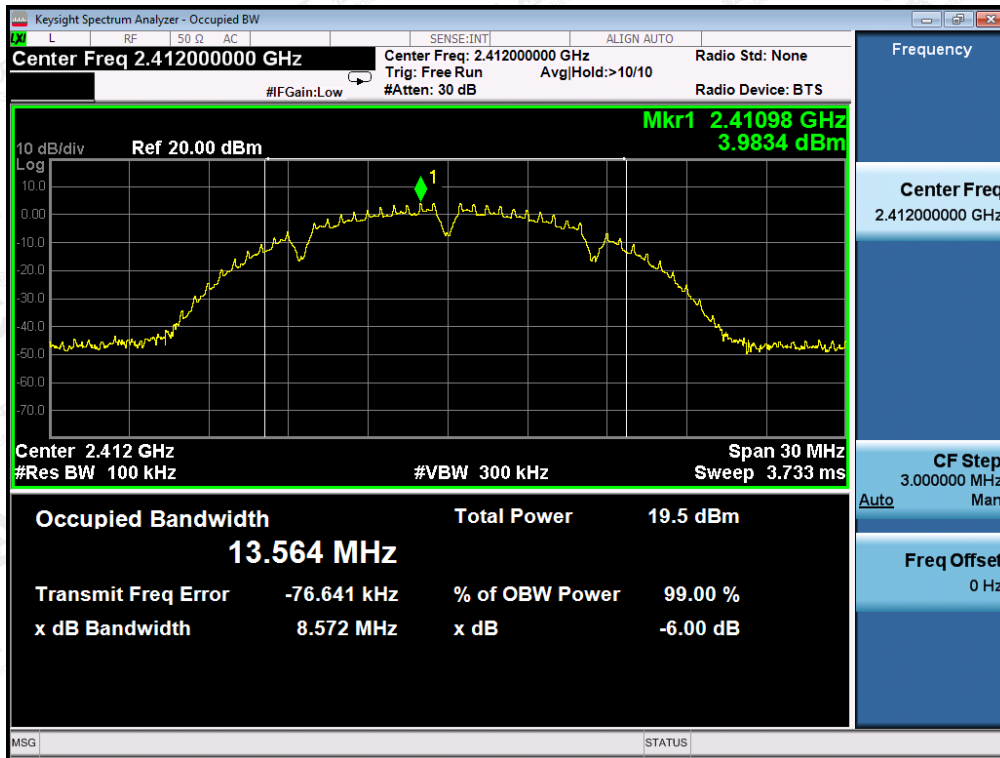 Keysight Spectrum Analyzer - Occupied BW
LXI L RF 50 Ω AC SENSE:INT ALIGN AUTO
Center Freq 2.412000000 GHz
Center Freq: 2.412000000 GHz
Radio Std: None
Trig: Free Run Avg|Hold:>10/10
#IFGain:Low #Atten: 30 dB Radio Device: BTS
Mkr1 2.41098 GHz
3.9834 dBm
10 dB/div Ref 20.00 dBm
Log
1
10.0
0.00
-10.0
-20.0
-30.0
-40.0
-50.0
-60.0
-70.0
Center 2.412 GHz Span 30 MHz
#Res BW 100 kHz #VBW 300 kHz Sweep 3.733 ms
Occupied Bandwidth Total Power 19.5 dBm
13.564 MHz
Transmit Freq Error -76.641 kHz % of OBW Power 99.00 %
x dB Bandwidth 8.572 MHz x dB -6.00 dB
MSG STATUS
Frequency
Center Freq
2.412000000 GHz
CF Step
3.000000 MHz
Auto Man
Freq Offset
0 Hz